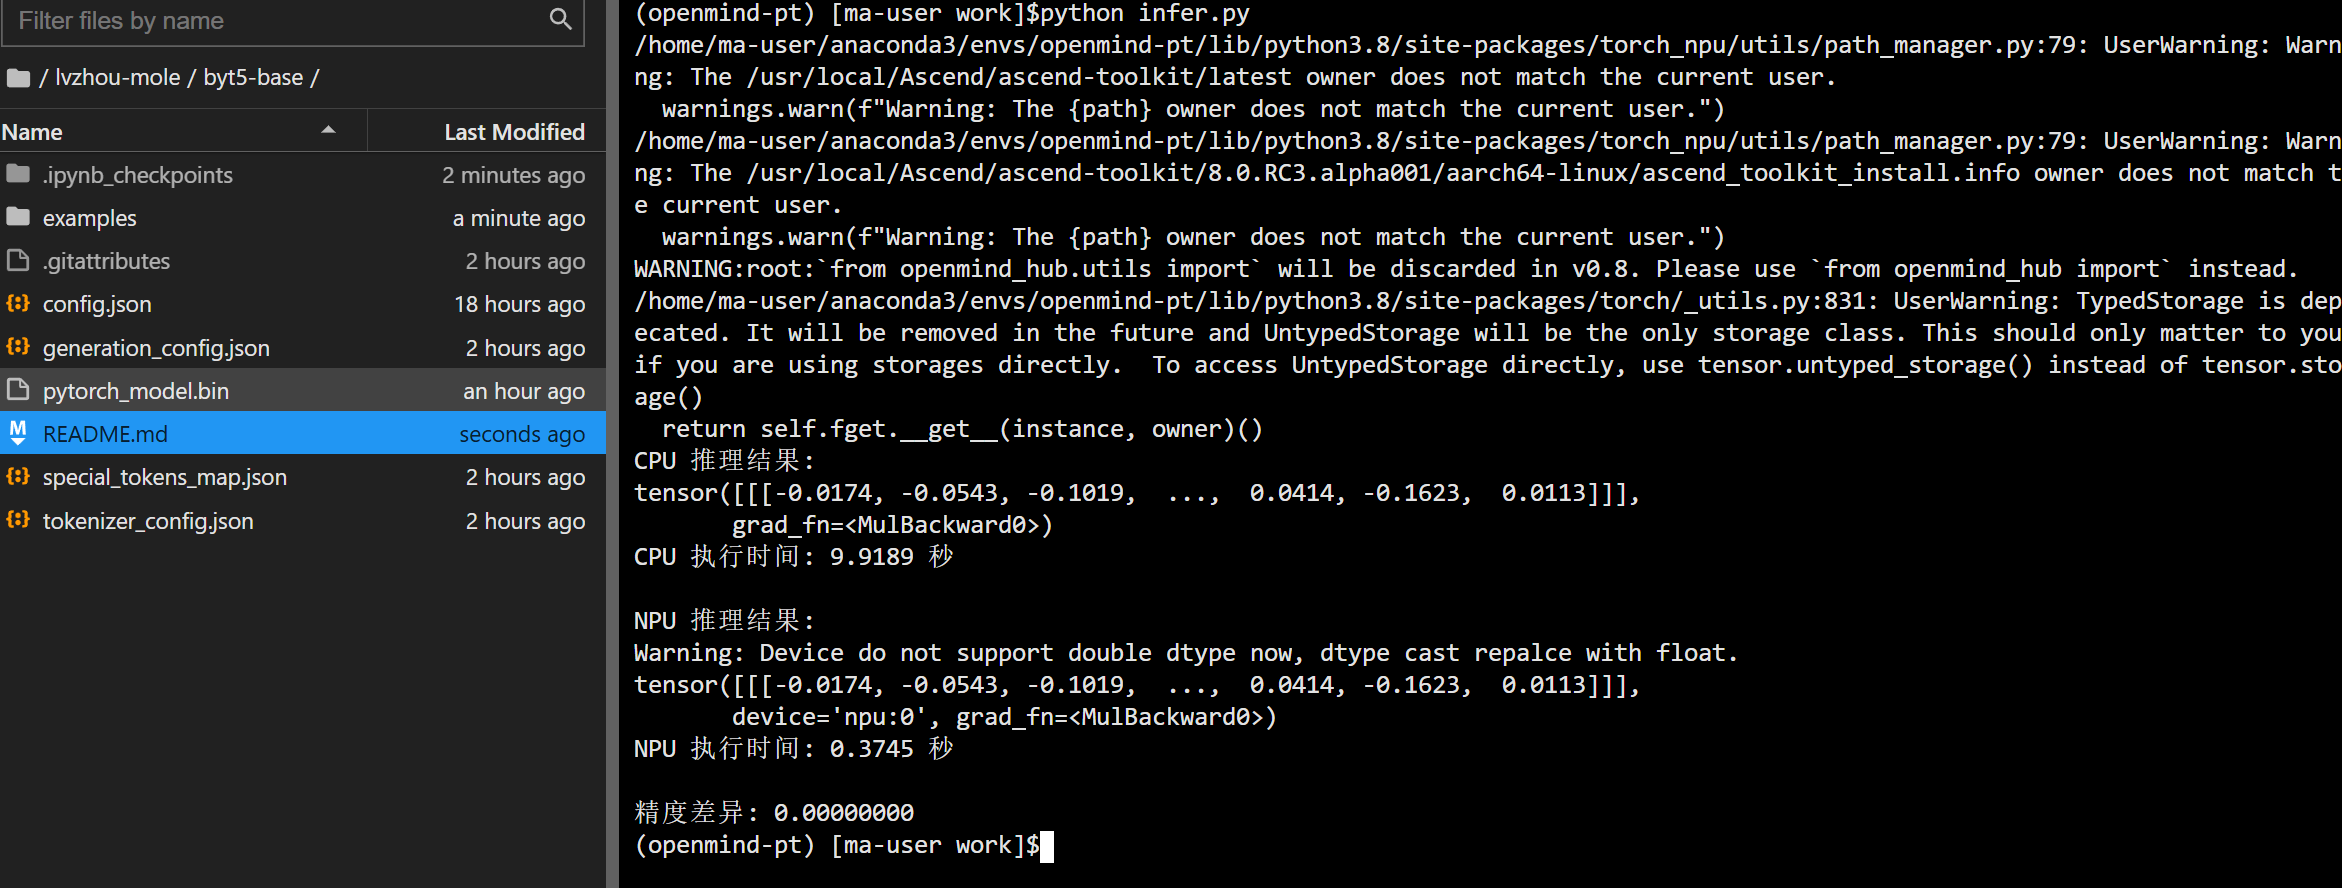 Filter files by name
/ lvzhou-mole / byt5-base /
Name Last Modified
.ipynb_checkpoints 2 minutes ago
examples a minute ago
.gitattributes 2 hours ago
config.json 18 hours ago
generation_config.json 2 hours ago
pytorch_model.bin an hour ago
README.md seconds ago
special_tokens_map.json 2 hours ago
tokenizer_config.json 2 hours ago
(openmind-pt) [ma-user work]$python infer.py
/home/ma-user/anaconda3/envs/openmind-pt/lib/python3.8/site-packages/torch_npu/utils/path_manager.py:79: UserWarning: Warn
ng: The /usr/local/Ascend/ascend-toolkit/latest owner does not match the current user.
  warnings.warn(f"Warning: The {path} owner does not match the current user.")
/home/ma-user/anaconda3/envs/openmind-pt/lib/python3.8/site-packages/torch_npu/utils/path_manager.py:79: UserWarning: Warn
ng: The /usr/local/Ascend/ascend-toolkit/8.0.RC3.alpha001/aarch64-linux/ascend_toolkit_install.info owner does not match t
e current user.
  warnings.warn(f"Warning: The {path} owner does not match the current user.")
WARNING:root:`from openmind_hub.utils import` will be discarded in v0.8. Please use `from openmind_hub import` instead.
/home/ma-user/anaconda3/envs/openmind-pt/lib/python3.8/site-packages/torch/_utils.py:831: UserWarning: TypedStorage is dep
ecated. It will be removed in the future and UntypedStorage will be the only storage class. This should only matter to you
if you are using storages directly.  To access UntypedStorage directly, use tensor.untyped_storage() instead of tensor.sto
age()
  return self.fget.__get__(instance, owner)()
CPU 推理结果:
tensor([[[-0.0174, -0.0543, -0.1019,  ...,  0.0414, -0.1623,  0.0113]]],
       grad_fn=<MulBackward0>)
CPU 执行时间: 9.9189 秒
NPU 推理结果:
Warning: Device do not support double dtype now, dtype cast repalce with float.
tensor([[[-0.0174, -0.0543, -0.1019,  ...,  0.0414, -0.1623,  0.0113]]],
       device='npu:0', grad_fn=<MulBackward0>)
NPU 执行时间: 0.3745 秒
精度差异: 0.00000000
(openmind-pt) [ma-user work]$